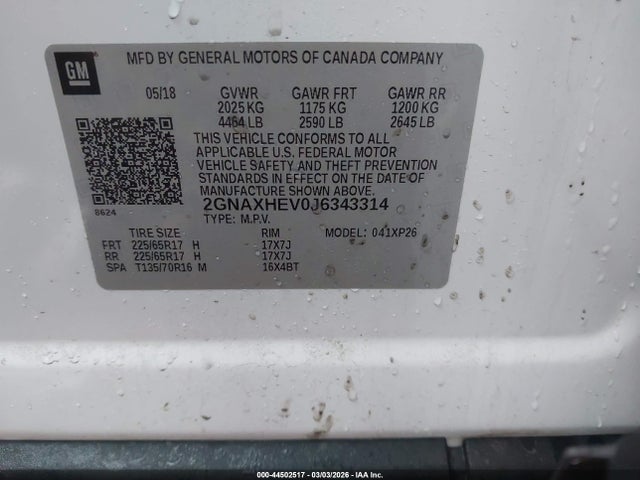 GM
MFD BY GENERAL MOTORS OF CANADA COMPANY
05/18 GVWR GAWR FRT GAWR RR
2025 KG 1175 KG 1200 KG
4464 LB 2590 LB 2645 LB
THIS VEHICLE CONFORMS TO ALL
APPLICABLE U.S. FEDERAL MOTOR
VEHICLE SAFETY AND THEFT PREVENTION
STANDARDS IN EFFECT ON THE DATE OF
MANUFACTURE SHOWN ABOVE.
8624
2GNAXHEV0J6343314
TYPE: M.P.V.
TIRE SIZE RIM MODEL: 041XP26
FRT 225/65R17 H 17X7J
RR 225/65R17 H 17X7J
SPA T135/70R16 M 16X4BT
000-44502517 - 03/03/2026 - IAA Inc.